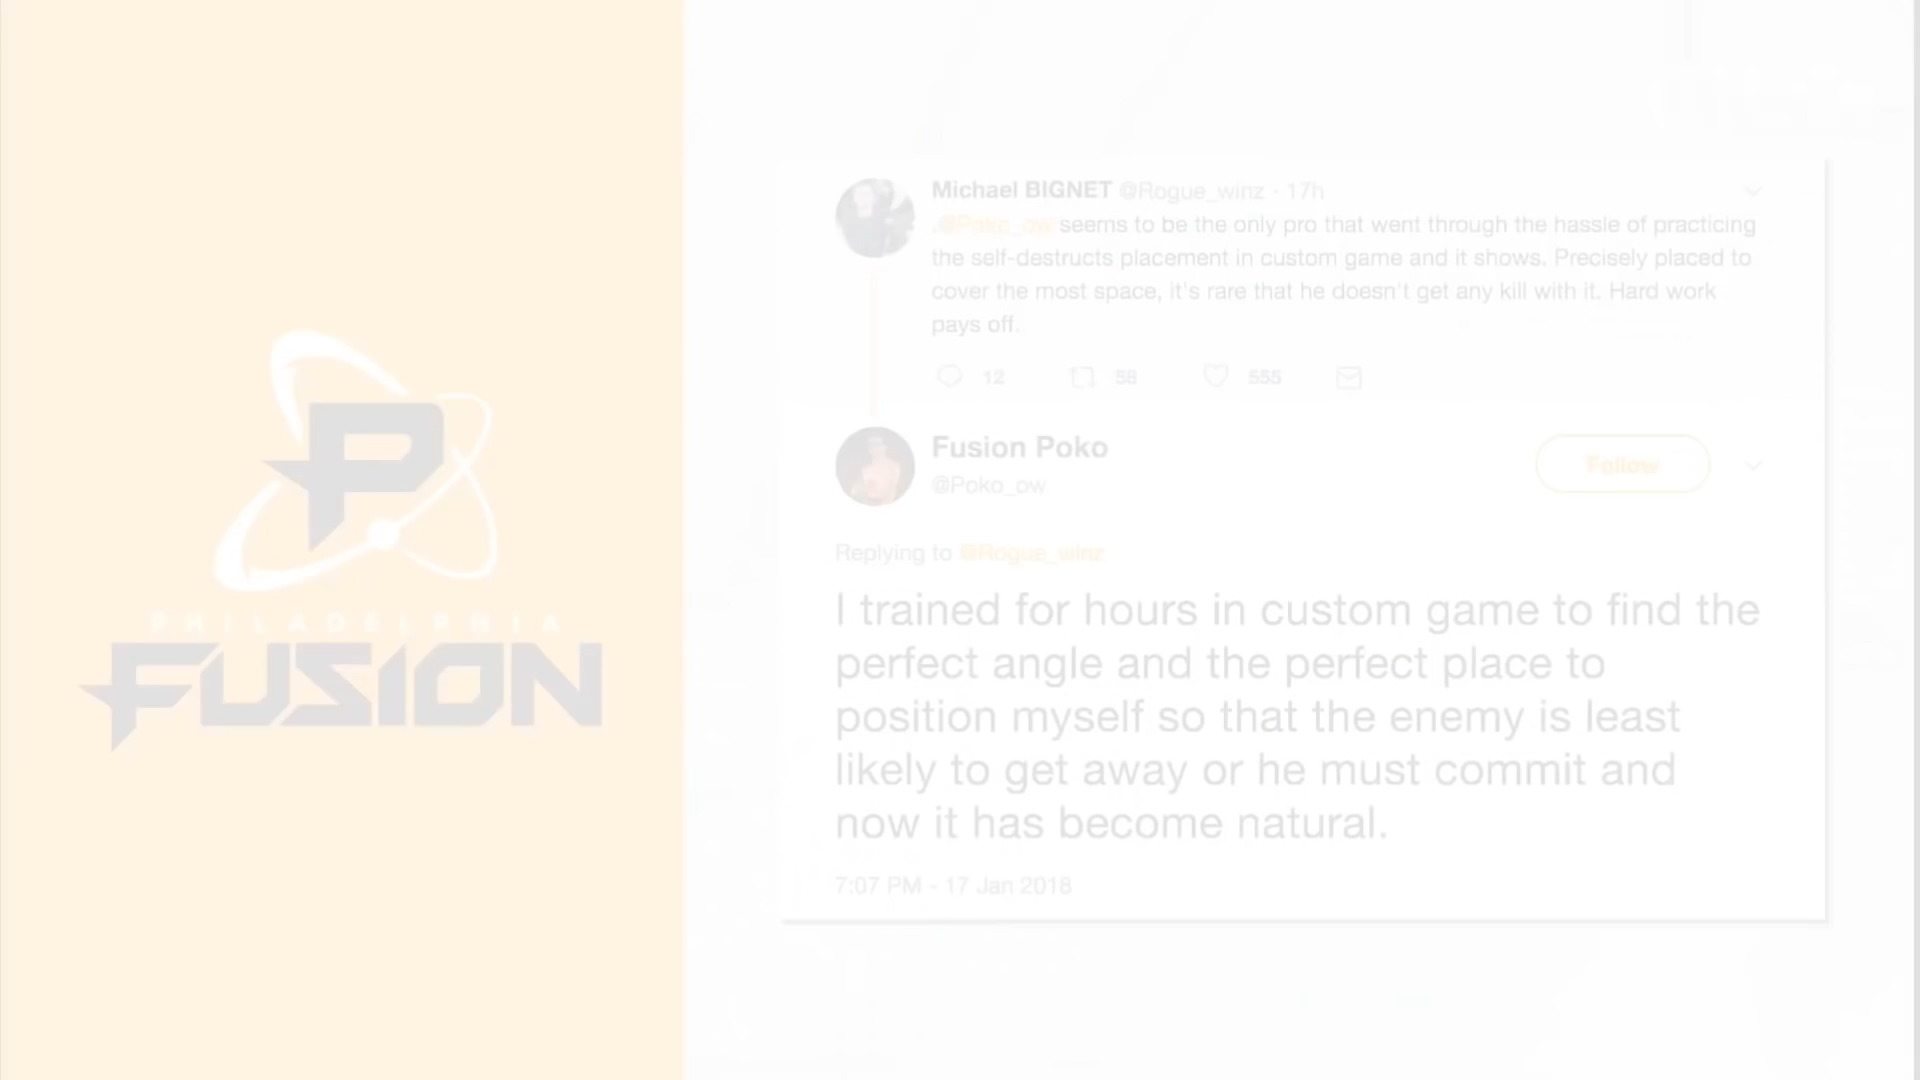 PHILADELPHIA
FUSION
Michael BIGNET @Rogue_winz · 17h
.@Poko_ow seems to be the only pro that went through the hassle of practicing
the self-destructs placement in custom game and it shows. Precisely placed to
cover the most space, it's rare that he doesn't get any kill with it. Hard work
pays off.
12 58 555
Fusion Poko
@Poko_ow
Follow
Replying to @Rogue_winz
I trained for hours in custom game to find the
perfect angle and the perfect place to
position myself so that the enemy is least
likely to get away or he must commit and
now it has become natural.
7:07 PM - 17 Jan 2018